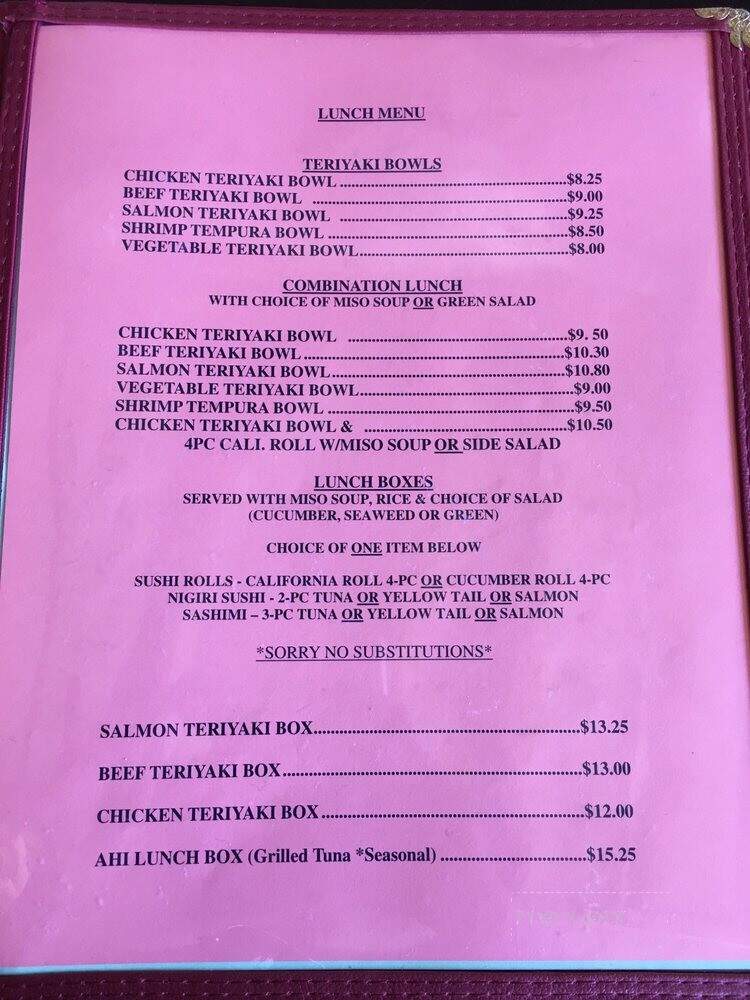 LUNCH MENU
TERIYAKI BOWLS
CHICKEN TERIYAKI BOWL ........................................................$8.25
BEEF TERIYAKI BOWL ...............................................................$9.00
SALMON TERIYAKI BOWL ........................................................$9.25
SHRIMP TEMPURA BOWL ...........................................................$8.50
VEGETABLE TERIYAKI BOWL....................................................$8.00
COMBINATION LUNCH
WITH CHOICE OF MISO SOUP OR GREEN SALAD
CHICKEN TERIYAKI BOWL ......................................................$9. 50
BEEF TERIYAKI BOWL................................................................$10.30
SALMON TERIYAKI BOWL.........................................................$10.80
VEGETABLE TERIYAKI BOWL.....................................................$9.00
SHRIMP TEMPURA BOWL .............................................................$9.50
CHICKEN TERIYAKI BOWL & ..................................................$10.50
4PC CALI. ROLL W/MISO SOUP OR SIDE SALAD
LUNCH BOXES
SERVED WITH MISO SOUP, RICE & CHOICE OF SALAD
(CUCUMBER, SEAWEED OR GREEN)
CHOICE OF ONE ITEM BELOW
SUSHI ROLLS - CALIFORNIA ROLL 4-PC OR CUCUMBER ROLL 4-PC
NIGIRI SUSHI - 2-PC TUNA OR YELLOW TAIL OR SALMON
SASHIMI – 3-PC TUNA OR YELLOW TAIL OR SALMON
*SORRY NO SUBSTITUTIONS*
SALMON TERIYAKI BOX.................................................................$13.25
BEEF TERIYAKI BOX.........................................................................$13.00
CHICKEN TERIYAKI BOX................................................................$12.00
AHI LUNCH BOX (Grilled Tuna *Seasonal) ...................................$15.25